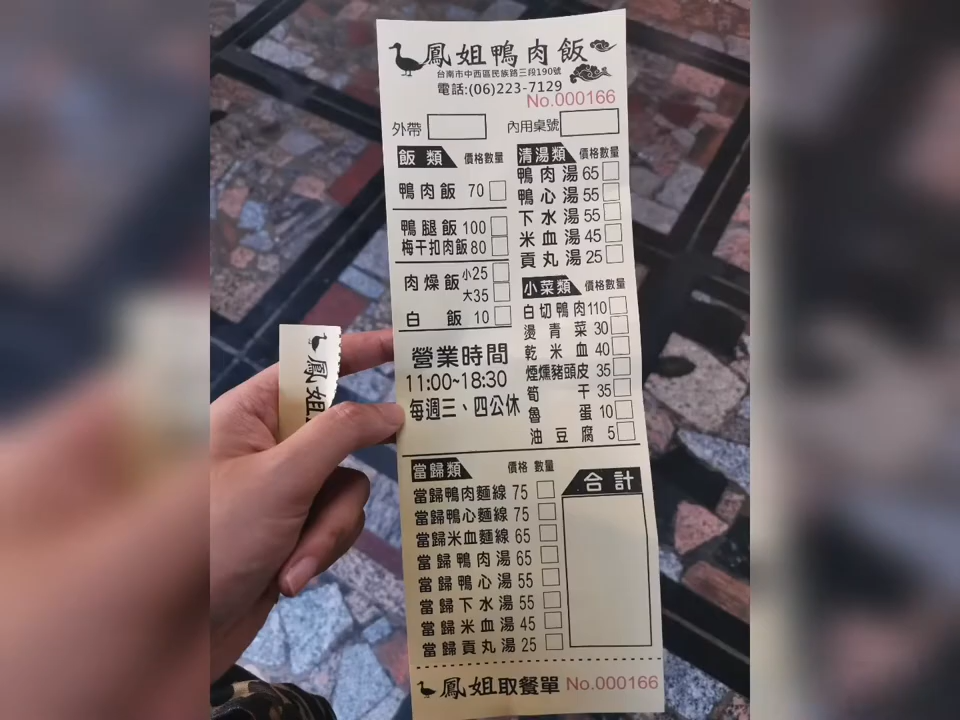 鳳姐鴨肉飯
台南市中西區民族路三段190號
電話:(06)223-7129
No.000166
外帶
內用桌號
飯類 價格數量
鴨肉飯 70
鴨腿飯 100
梅干扣肉飯 80
肉燥飯 小25
大35
白飯 10
營業時間
11:00~18:30
每週三、四公休
清湯類 價格數量
鴨肉湯 65
鴨心湯 55
下水湯 55
米血湯 45
貢丸湯 25
小菜類 價格數量
白切鴨肉 110
燙青菜 30
乾米血 40
煙燻豬頭皮 35
筍干 35
魯蛋 10
油豆腐 5
當歸類 價格 數量
當歸鴨肉麵線 75
當歸鴨心麵線 75
當歸米血麵線 65
當歸鴨肉湯 65
當歸鴨心湯 55
當歸下水湯 55
當歸米血湯 45
當歸貢丸湯 25
合計
鳳姐取餐單 No.000166
鳳姐